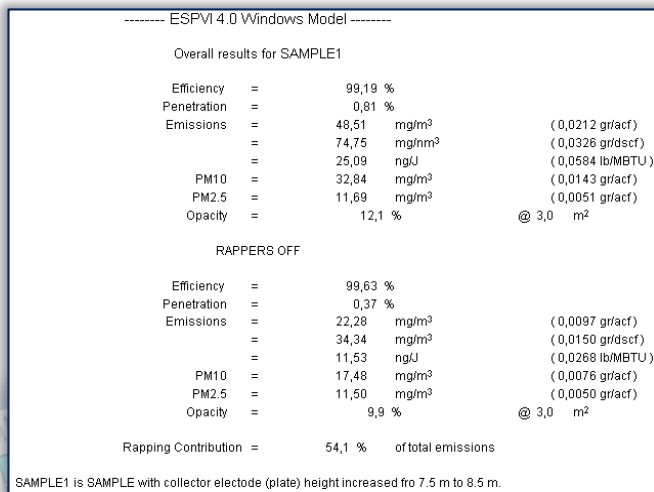 -------- ESPVI 4.0 Windows Model --------
Overall results for SAMPLE1
Efficiency = 99,19 %
Penetration = 0,81 %
Emissions = 48,51 mg/m³ ( 0,0212 gr/acf)
= 74,75 mg/nm³ ( 0,0326 gr/dscf)
= 25,09 ng/J ( 0,0584 lb/MBTU )
PM10 = 32,84 mg/m³ ( 0,0143 gr/acf)
PM2.5 = 11,69 mg/m³ ( 0,0051 gr/acf)
Opacity = 12,1 % @ 3,0 m²
RAPPERS OFF
Efficiency = 99,63 %
Penetration = 0,37 %
Emissions = 22,28 mg/m³ ( 0,0097 gr/acf)
= 34,34 mg/m³ ( 0,0150 gr/dscf)
= 11,53 ng/J ( 0,0268 lb/MBTU )
PM10 = 17,48 mg/m³ ( 0,0076 gr/acf)
PM2.5 = 11,50 mg/m³ ( 0,0050 gr/acf)
Opacity = 9,9 % @ 3,0 m²
Rapping Contribution = 54,1 % of total emissions
SAMPLE1 is SAMPLE with collector electode (plate) height increased fro 7.5 m to 8.5 m.